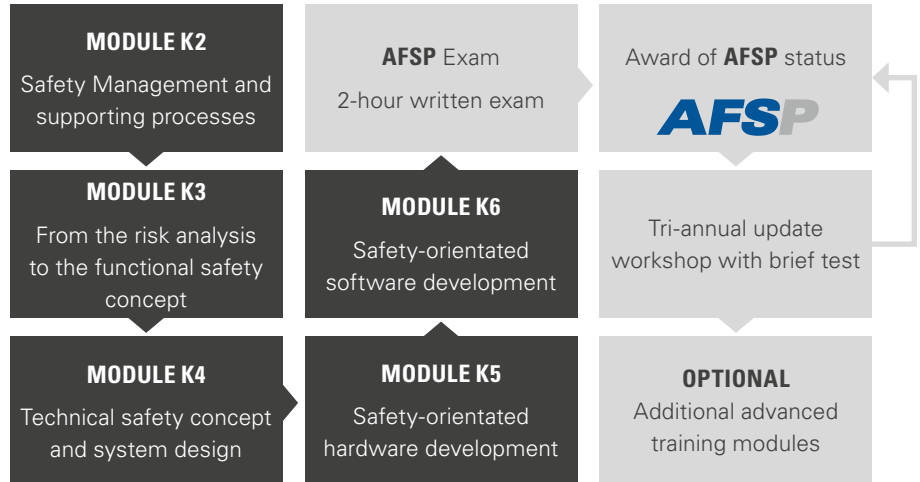 MODULE K2
Safety Management and
supporting processes
MODULE K3
From the risk analysis
to the functional safety
concept
MODULE K4
Technical safety concept
and system design
MODULE K5
Safety-orientated
hardware development
MODULE K6
Safety-orientated
software development
AFSP Exam
2-hour written exam
Award of AFSP status
AFSP
Tri-annual update
workshop with brief test
OPTIONAL
Additional advanced
training modules